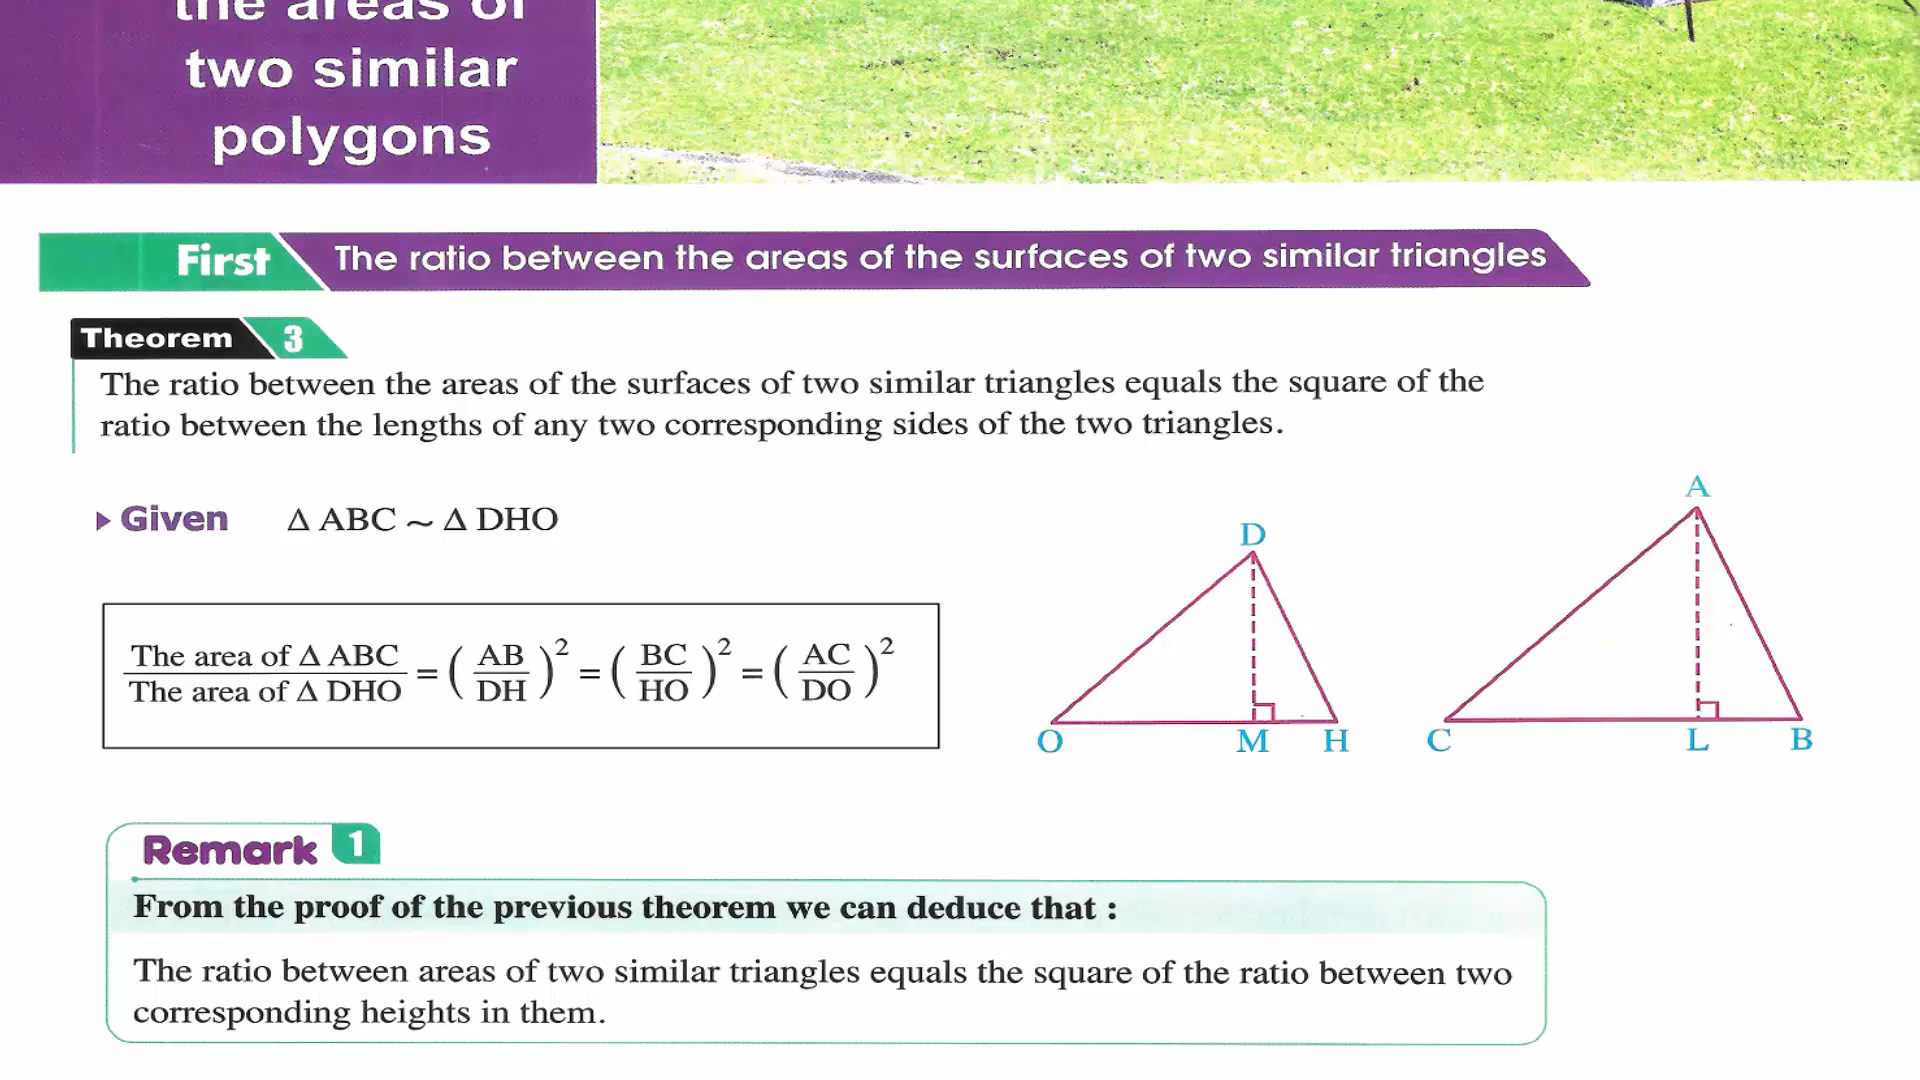 the areas of
two similar
polygons
First The ratio between the areas of the surfaces of two similar triangles
Theorem 3
The ratio between the areas of the surfaces of two similar triangles equals the square of the
ratio between the lengths of any two corresponding sides of the two triangles.
Given Δ ABC ~ Δ DHO
The area of Δ ABC / The area of Δ DHO = ( AB / DH )² = ( BC / HO )² = ( AC / DO )²
D
O M H
A
C L B
Remark 1
From the proof of the previous theorem we can deduce that :
The ratio between areas of two similar triangles equals the square of the ratio between two
corresponding heights in them.